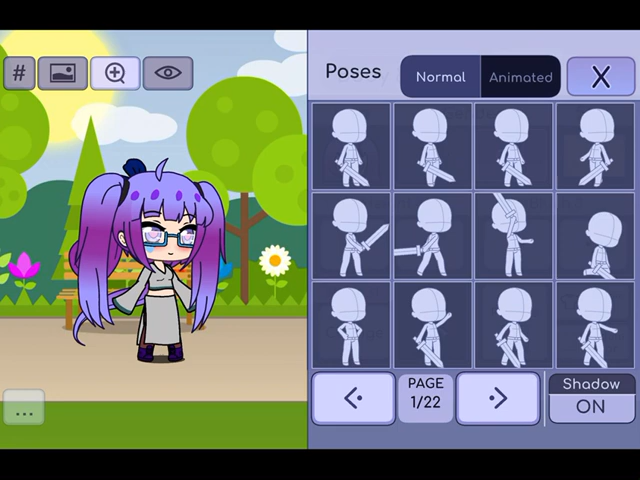 #
Poses
Normal
Animated
X
PAGE
1/22
Shadow
ON
...